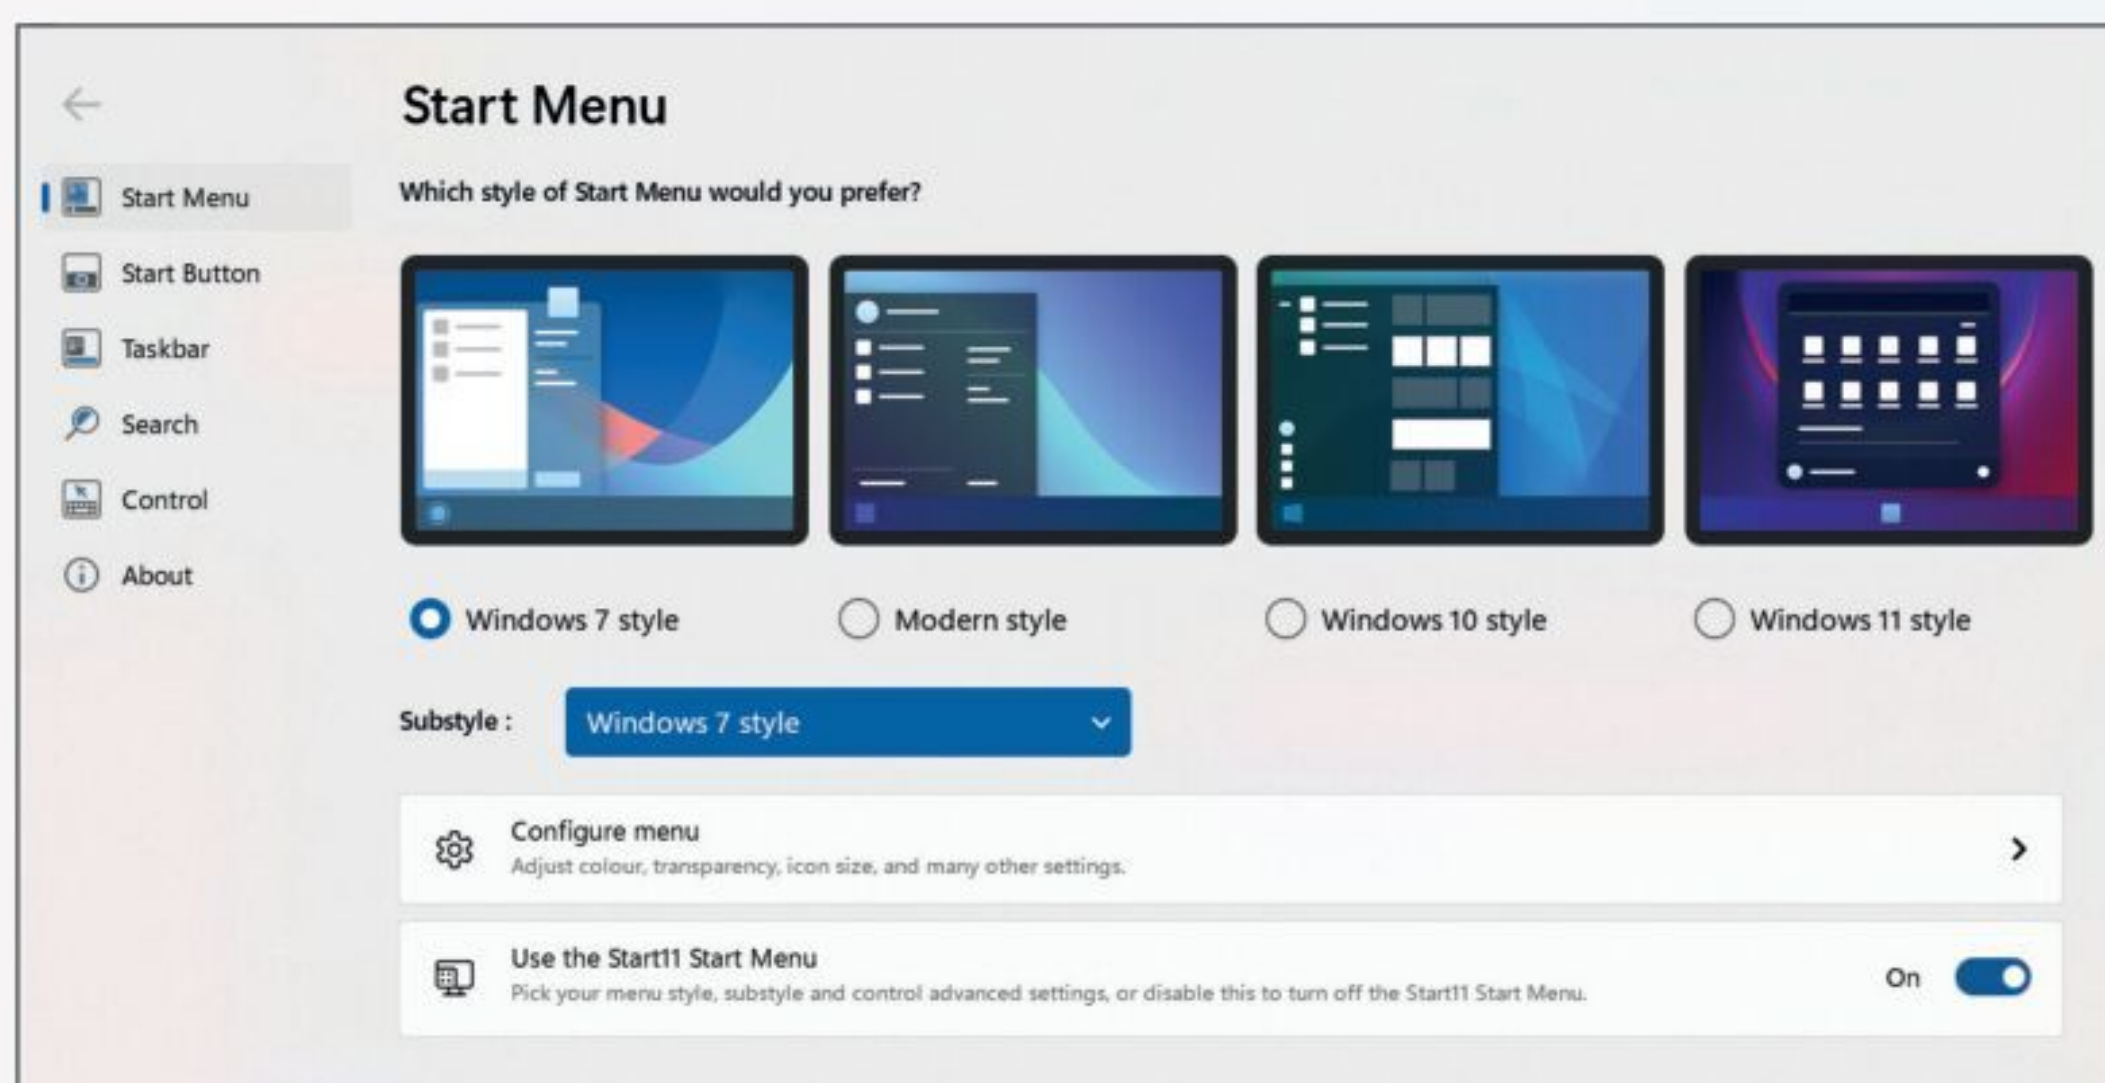 Start Menu
Start Button
Taskbar
Search
Control
About
Start Menu
Which style of Start Menu would you prefer?
Windows 7 style
Modern style
Windows 10 style
Windows 11 style
Substyle :
Windows 7 style
Configure menu
Adjust colour, transparency, icon size, and many other settings.
Use the Start11 Start Menu
Pick your menu style, substyle and control advanced settings, or disable this to turn off the Start11 Start Menu.
On